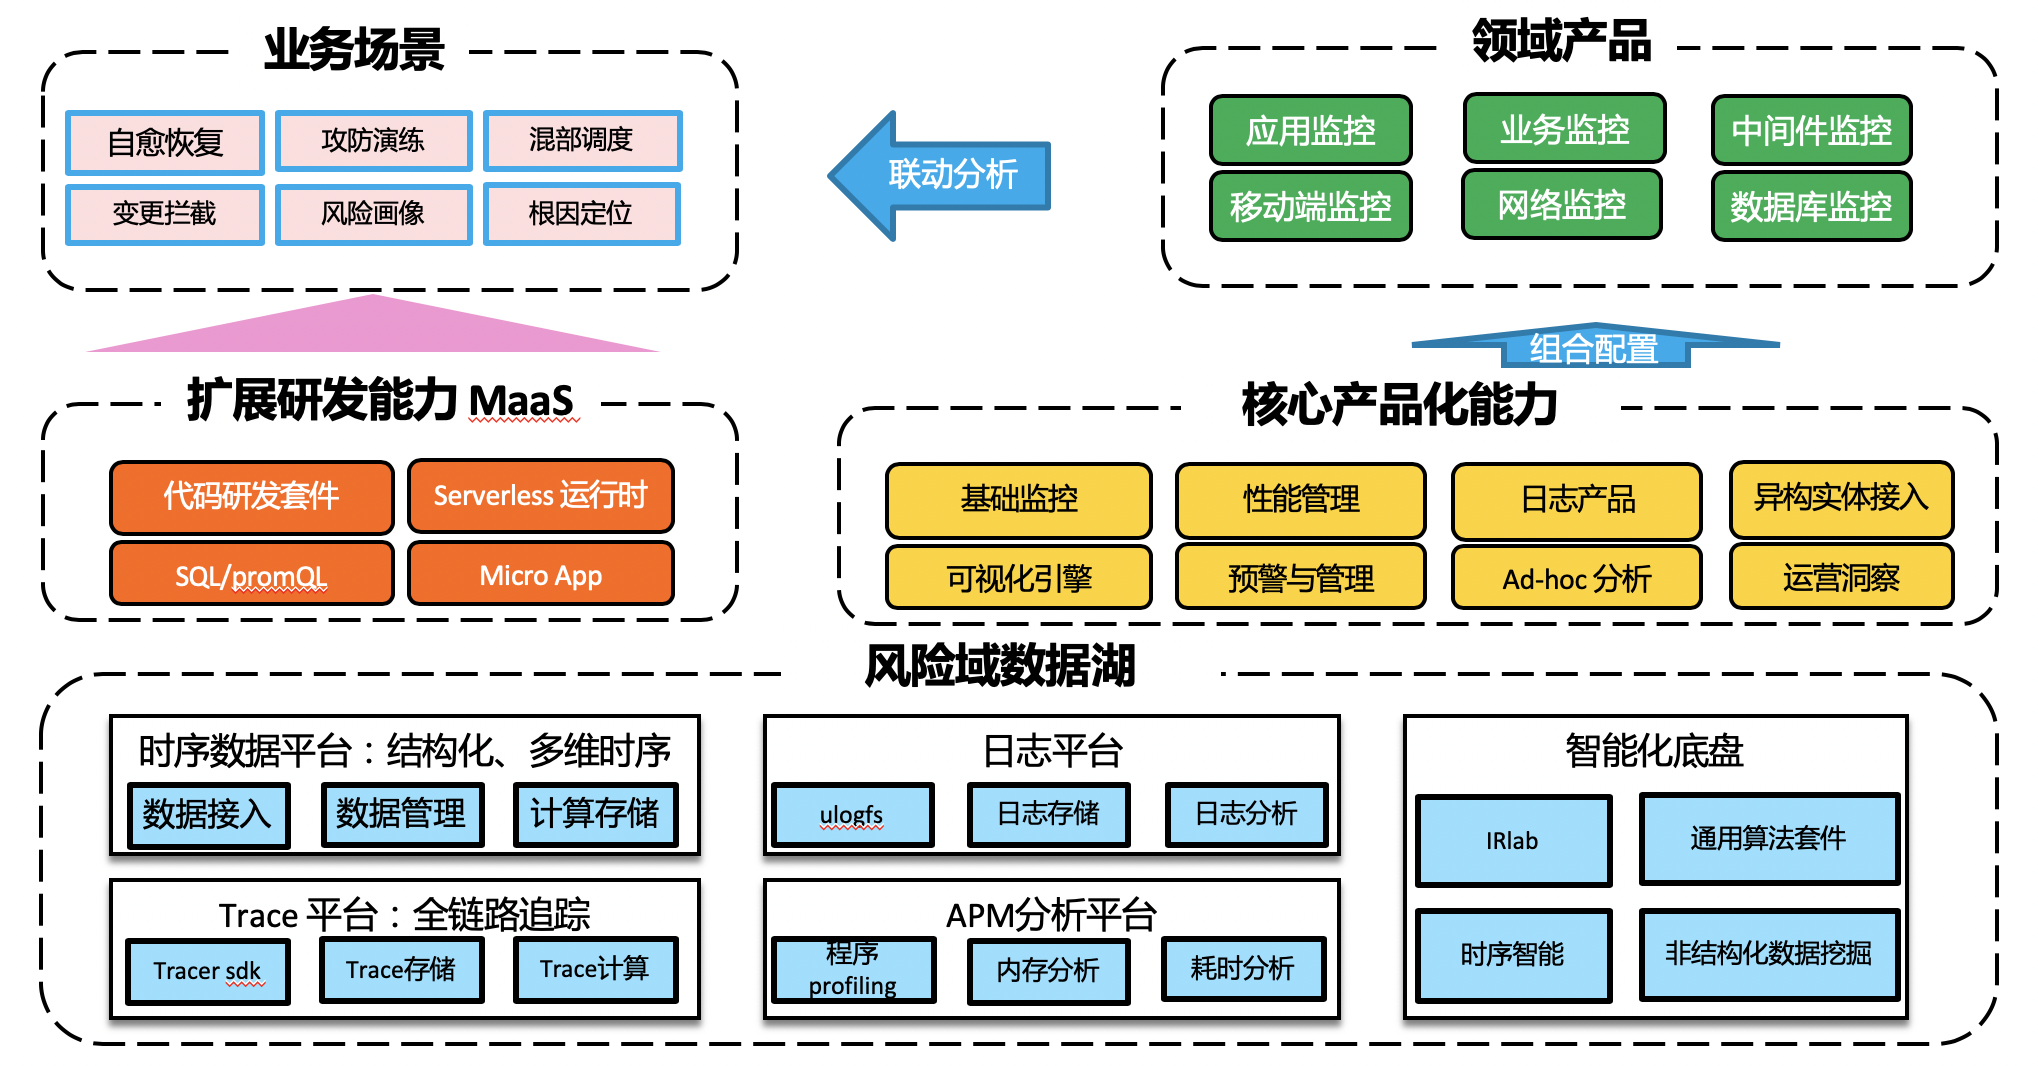 业务场景
自愈恢复
攻防演练
混部调度
变更拦截
风险画像
根因定位
联动分析
领域产品
应用监控
业务监控
中间件监控
移动端监控
网络监控
数据库监控
组合配置
扩展研发能力 MaaS
代码研发套件
Serverless 运行时
SQL/promQL
Micro App
核心产品化能力
基础监控
性能管理
日志产品
异构实体接入
可视化引擎
预警与管理
Ad-hoc 分析
运营洞察
风险域数据湖
时序数据平台：结构化、多维时序
数据接入
数据管理
计算存储
日志平台
ulogfs
日志存储
日志分析
智能化底盘
IRlab
通用算法套件
时序智能
非结构化数据挖掘
Trace 平台：全链路追踪
Tracer sdk
Trace存储
Trace计算
APM分析平台
程序
profiling
内存分析
耗时分析